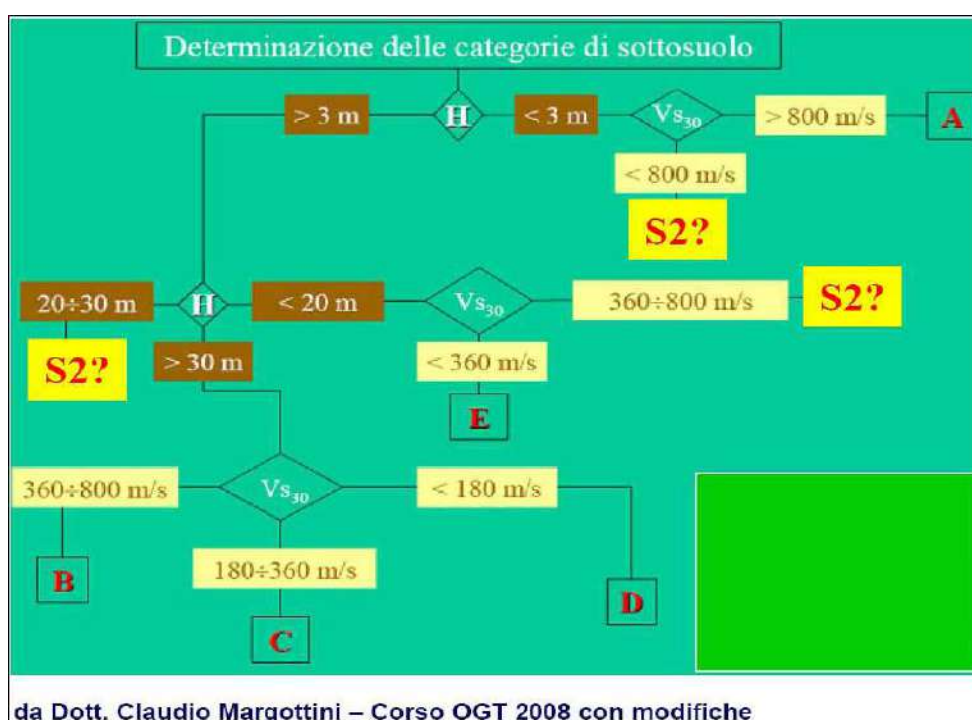 Determinazione delle categorie di sottosuolo
> 3 m H < 3 m Vs30 > 800 m/s A
< 800 m/s
S2?
20÷30 m H < 20 m Vs30 360÷800 m/s S2?
S2? > 30 m < 360 m/s
E
360÷800 m/s Vs30 < 180 m/s
B 180÷360 m/s D
C
da Dott. Claudio Margottini – Corso OGT 2008 con modifiche